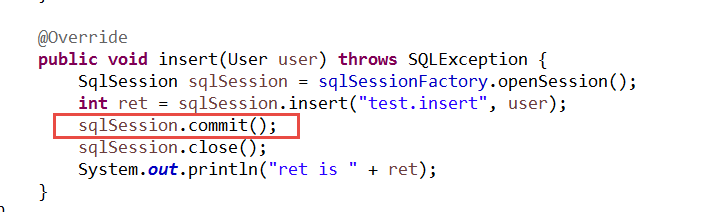 @Override
public void insert(User user) throws SQLException {
SqlSession sqlSession = sqlSessionFactory.openSession();
int ret = sqlSession.insert("test.insert", user);
sqlSession.commit();
sqlSession.close();
System.out.println("ret is " + ret);
}